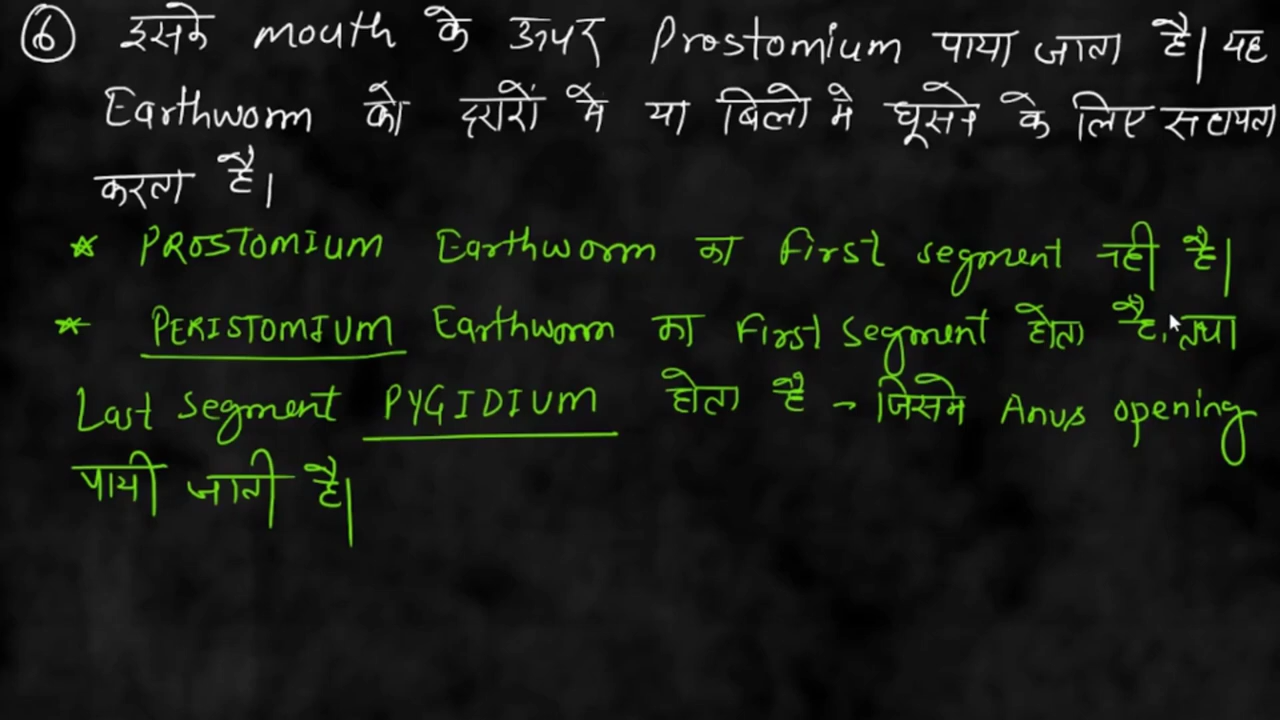 ⑥ इसके mouth के ऊपर Prostomium पाया जाता है। यह
Earthworm को दरारों मे या बिलो मे घूसने के लिए सहायता
करता है।
* PROSTOMIUM Earthworm का first segment नही है।
* PERISTOMIUM Earthworm का First segment होता है, तथा
Last segment PYGIDIUM होता है - जिसमे Anus opening
पायी जाती है।